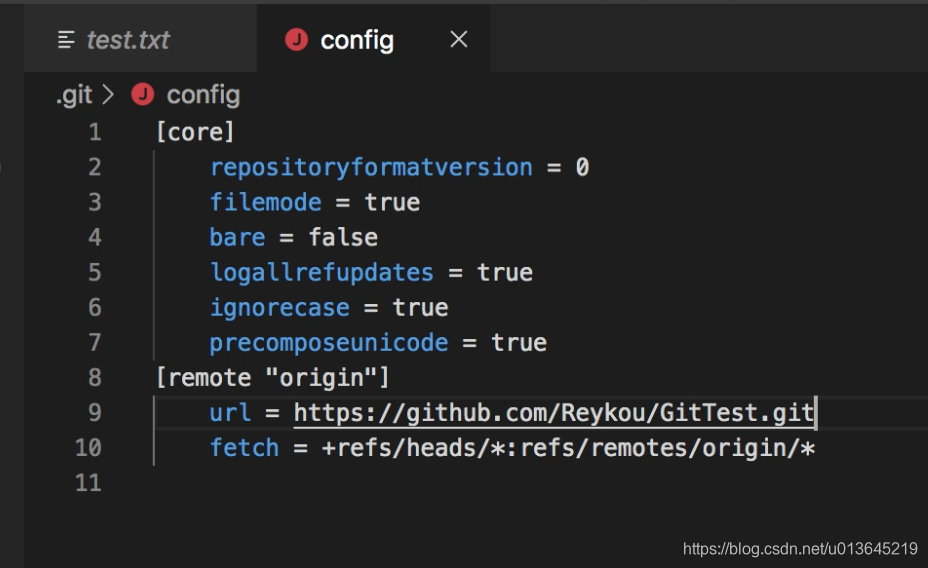 test.txt
config
.git > config
1 [core]
2 repositoryformatversion = 0
3 filemode = true
4 bare = false
5 logallrefupdates = true
6 ignorecase = true
7 precomposeunicode = true
8 [remote "origin"]
9 url = https://github.com/Reykou/GitTest.git
10 fetch = +refs/heads/*:refs/remotes/origin/*
11
https://blog.csdn.net/u013645219